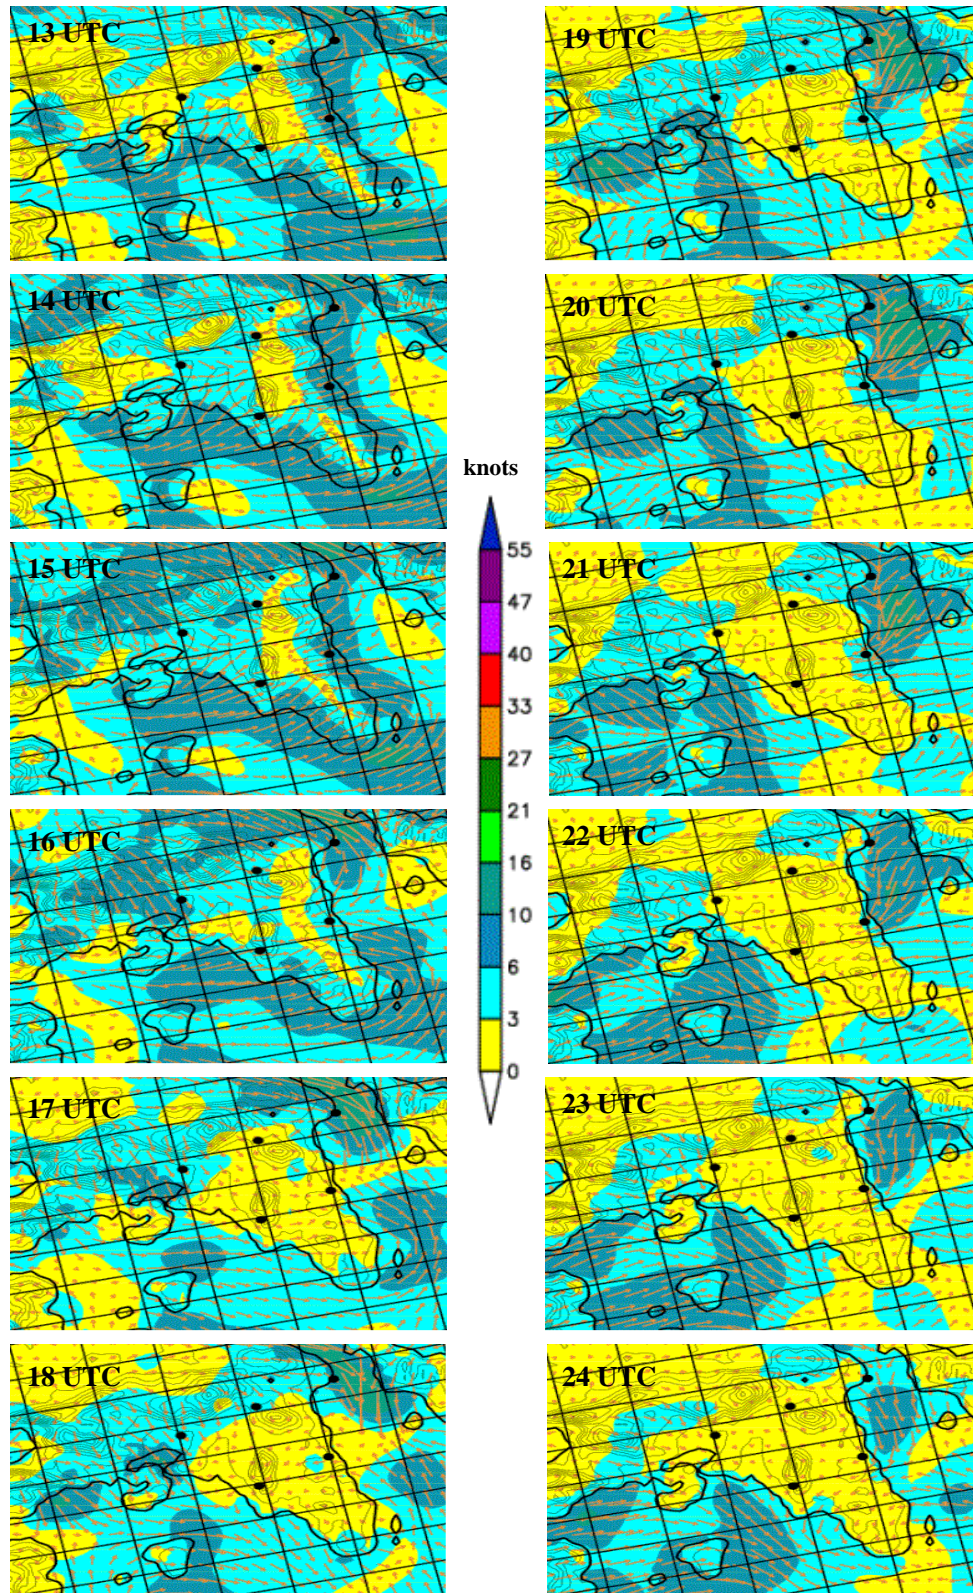 13 UTC
19 UTC
14 UTC
20 UTC
knots
15 UTC
21 UTC
55
47
40
33
27
21
16
10
6
3
0
16 UTC
22 UTC
17 UTC
23 UTC
18 UTC
24 UTC